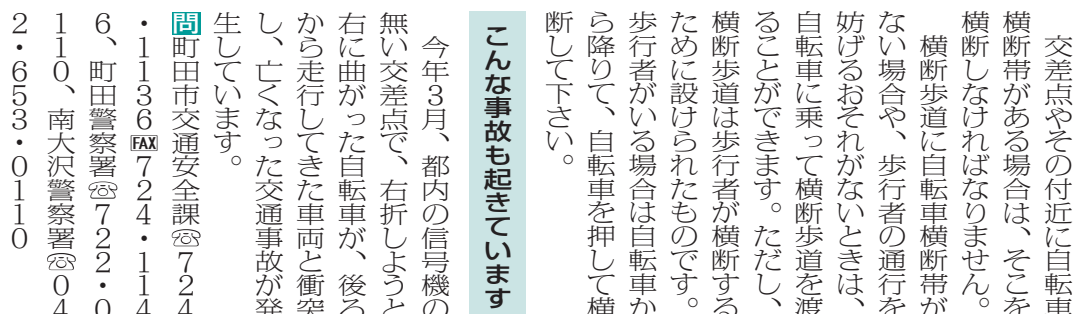 交差点やその付近に自転車
横断帯がある場合は、そこを
横断しなければなりません。
横断歩道に自転車横断帯が
ない場合や、歩行者の通行を
妨げるおそれがないときは、
自転車に乗って横断歩道を渡
ることができます。ただし、
横断歩道は歩行者が横断する
ために設けられたものです。
歩行者がいる場合は自転車か
ら降りて、自転車を押して横
断して下さい。
こんな事故も起きています
今年3月、都内の信号機の
無い交差点で、右折しようと
右に曲がった自転車が、後ろ
から走行してきた車両と衝突
し、亡くなった交通事故が発
生しています。
問町田市交通安全課☏724
・1136 FAX724・114
6、町田警察署☏722・0
110、南大沢警察署☏04
2・653・0110